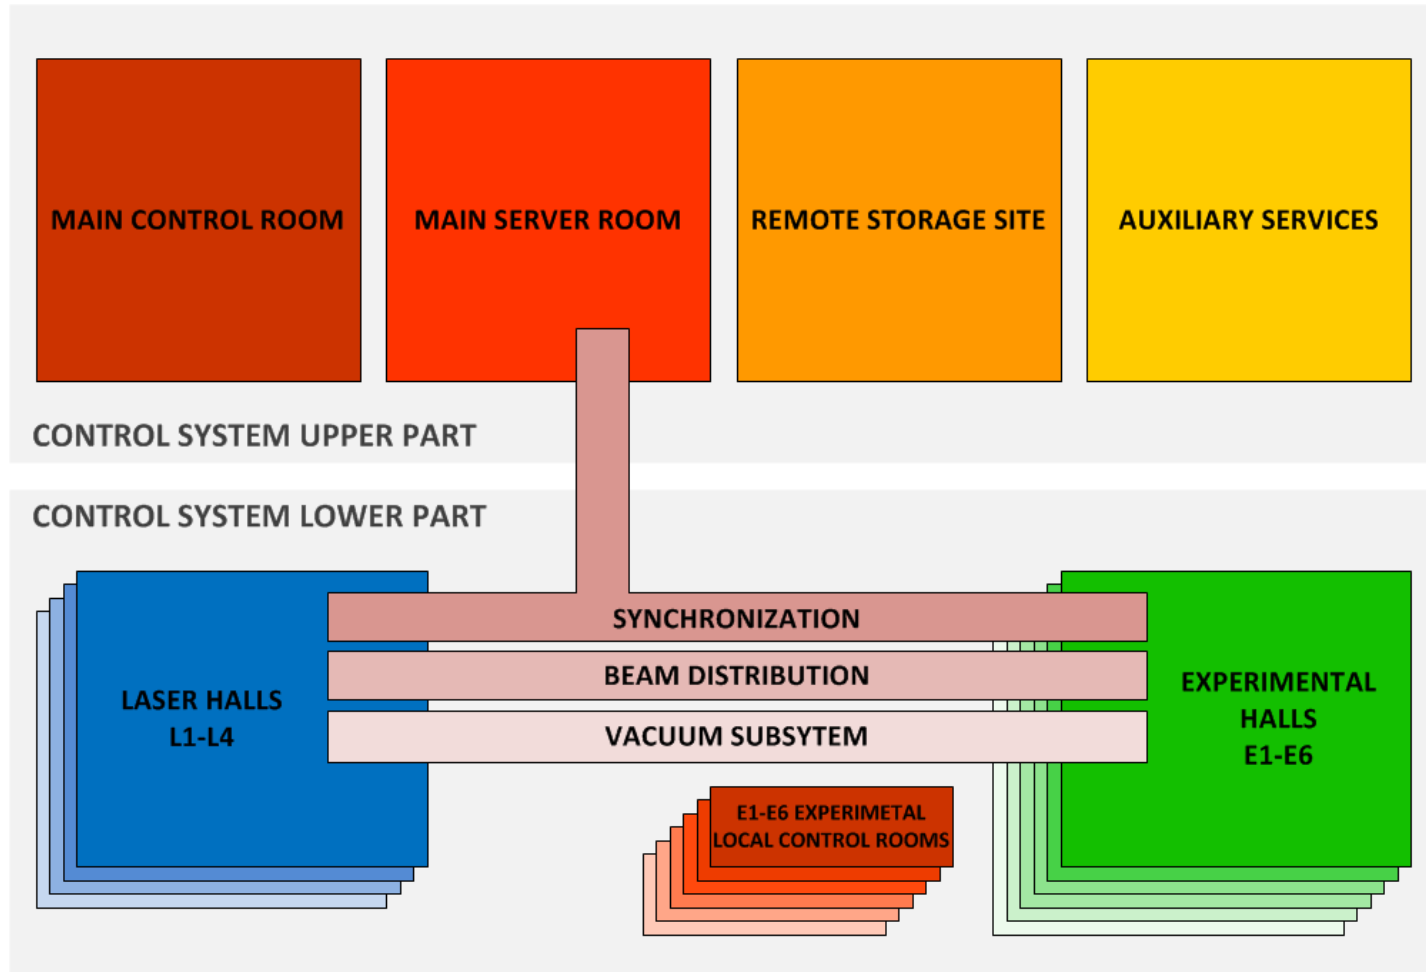 MAIN CONTROL ROOM
MAIN SERVER ROOM
REMOTE STORAGE SITE
AUXILIARY SERVICES
CONTROL SYSTEM UPPER PART
CONTROL SYSTEM LOWER PART
SYNCHRONIZATION
BEAM DISTRIBUTION
VACUUM SUBSYTEM
LASER HALLS
L1-L4
EXPERIMENTAL
HALLS
E1-E6
E1-E6 EXPERIMETAL
LOCAL CONTROL ROOMS